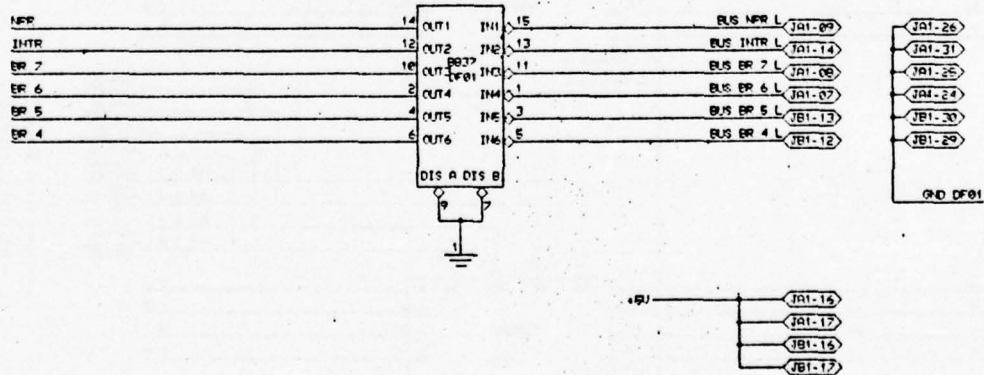 NPR 14 OUT1 IN1 15 BUS NPR L JA1-09 JA1-26
INTR 12 OUT2 IN2 13 BUS INTR L JA1-14 JA1-31
BR 7 10 OUT3 8837 IN3 11 BUS BR 7 L JA1-08 JA1-25
BR 6 2 OUT4 DF01 IN4 1 BUS BR 6 L JA1-07 JA4-24
BR 5 4 OUT5 IN5 3 BUS BR 5 L JB1-13 JB1-30
BR 4 6 OUT6 IN6 5 BUS BR 4 L JB1-12 JB1-29
DIS A DIS B
9 7
GND DF01
1
+5V JA1-16
JA1-17
JB1-16
JB1-17